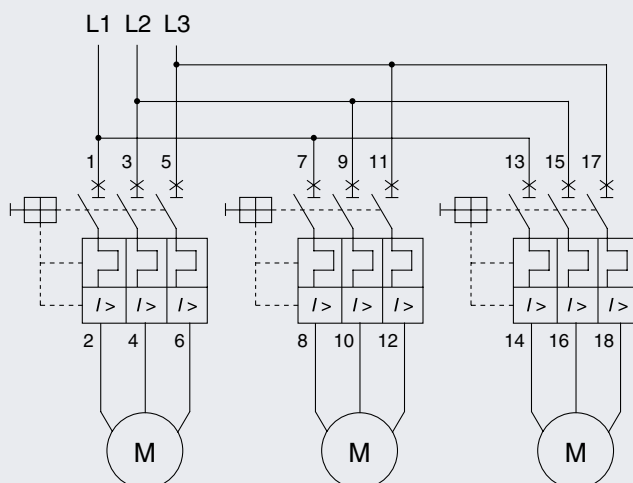 L1 L2 L3
1 3 5 7 9 11 13 15 17
I > I > I > I > I > I > I > I > I >
2 4 6 8 10 12 14 16 18
M M M